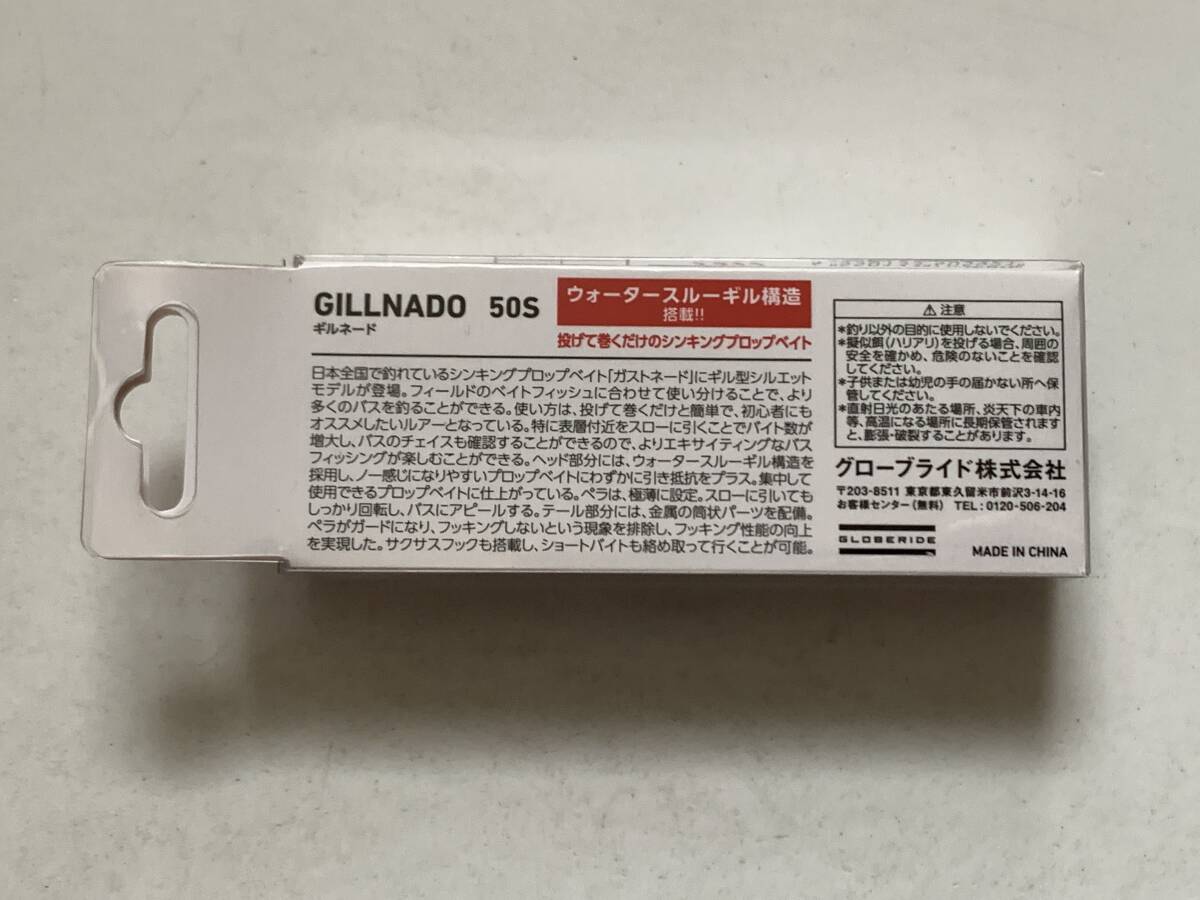 GILLNADO 50S
ギルネード
ウォータースルーギル構造
搭載!!
投げて巻くだけのシンキングプロップベイト
日本全国で釣れているシンキングプロップベイト「ガストネード」にギル型シルエット
モデルが登場。フィールドのベイトフィッシュに合わせて使い分けることで、より
多くのバスを釣ることができる。使い方は、投げて巻くだけと簡単で、初心者にも
オススメしたいルアーとなっている。特に表層付近をスローに引くことでバイト数が
増大し、バスのチェイスも確認することができるので、よりエキサイティングなバス
フィッシングが楽しむことができる。ヘッド部分には、ウォータースルーギル構造を
採用し、ノー感じになりやすいプロップベイトにわずかに引き抵抗をプラス。集中して
使用できるプロップベイトに仕上がっている。ペラは、極薄に設定。スローに引いても
しっかり回転し、バスにアピールする。テール部分には、金属の筒状パーツを配備。
ペラがガードになり、フッキングしないという現象を排除し、フッキング性能の向上
を実現した。サクサスフックも搭載し、ショートバイトも絡め取って行くことが可能。
⚠注意
*釣り以外の目的に使用しないでください。
*擬似餌(ハリアリ)を投げる場合、周囲の
安全を確かめ、危険のないことを確認
してください。
*子供または幼児の手の届かない所へ保
管してください。
*直射日光のあたる場所、炎天下の車内
等、高温になる場所に長期保管されます
と、膨張・破裂することがあります。
グローブライド株式会社
〒203-8511 東京都東久留米市前沢3-14-16
お客様センター(無料) TEL:0120-506-204
GLOBERIDE
MADE IN CHINA